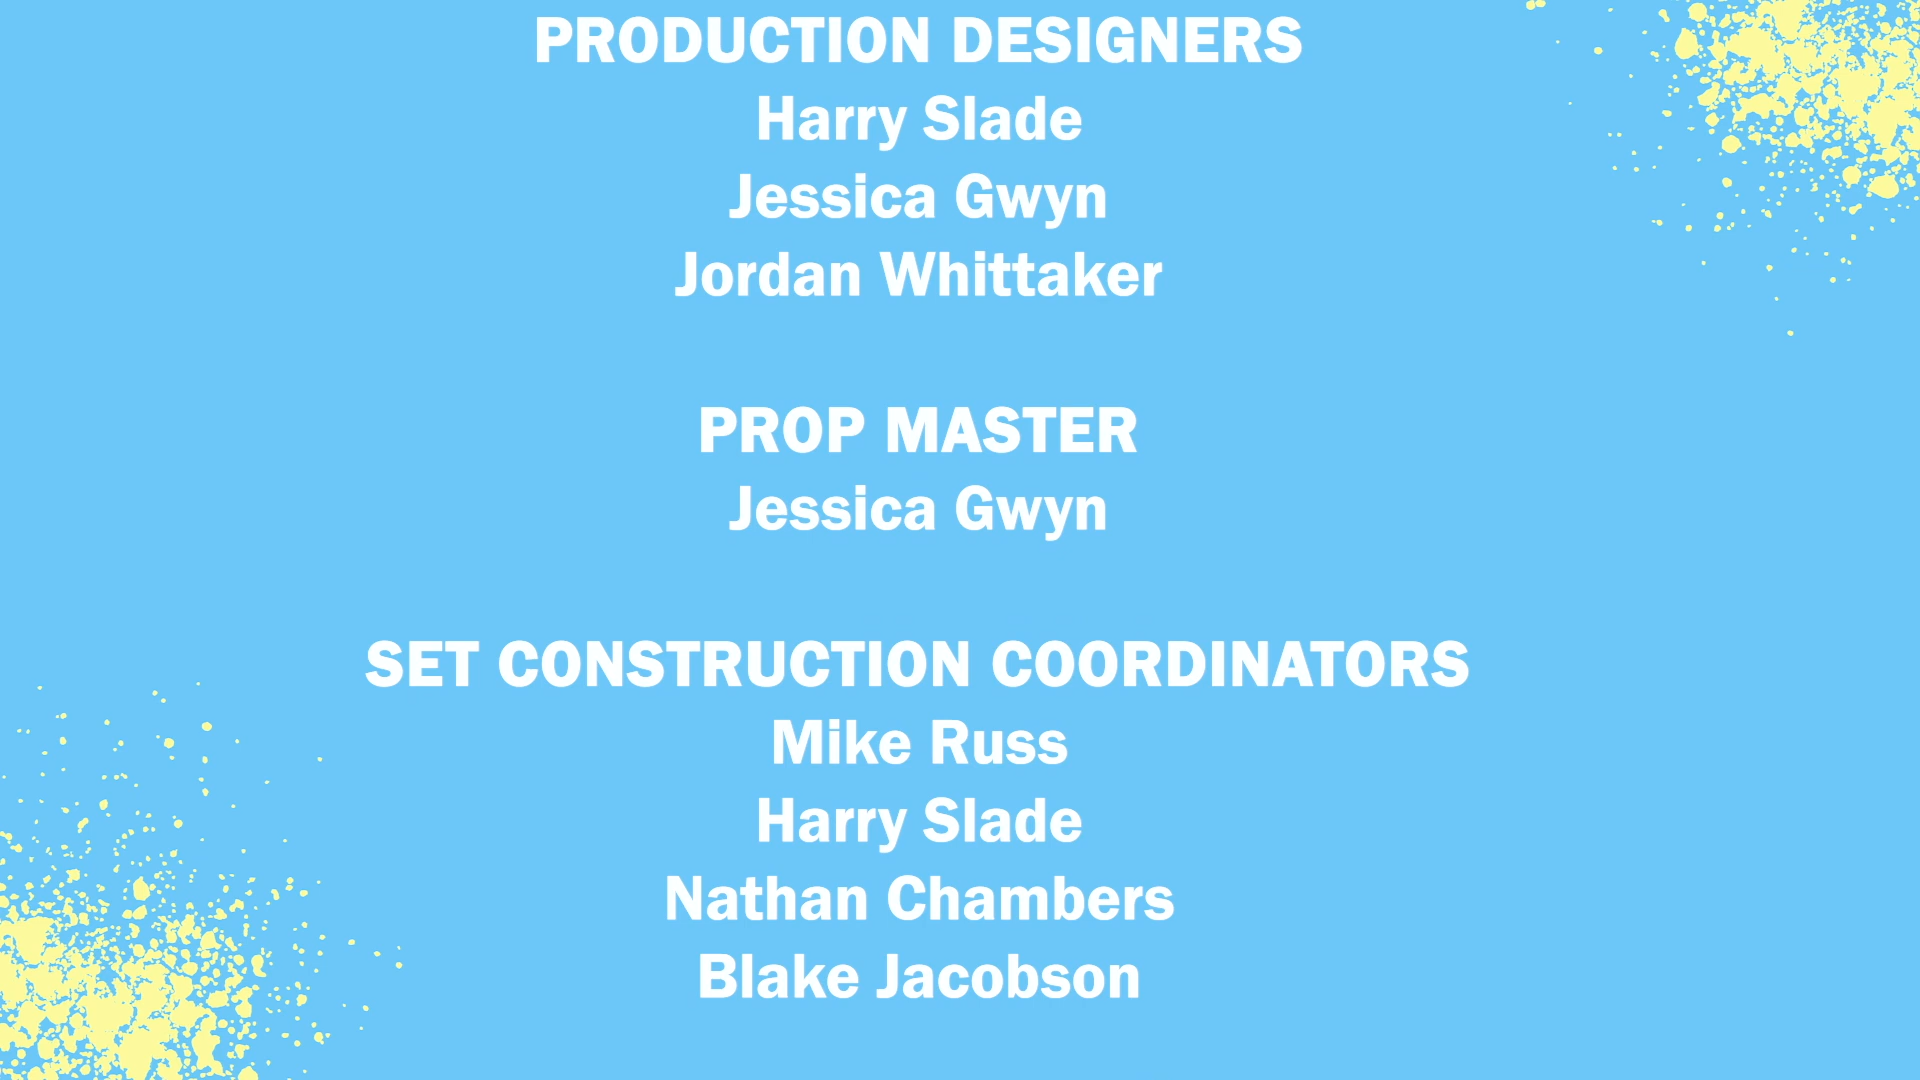 PRODUCTION DESIGNERS
Harry Slade
Jessica Gwyn
Jordan Whittaker
PROP MASTER
Jessica Gwyn
SET CONSTRUCTION COORDINATORS
Mike Russ
Harry Slade
Nathan Chambers
Blake Jacobson